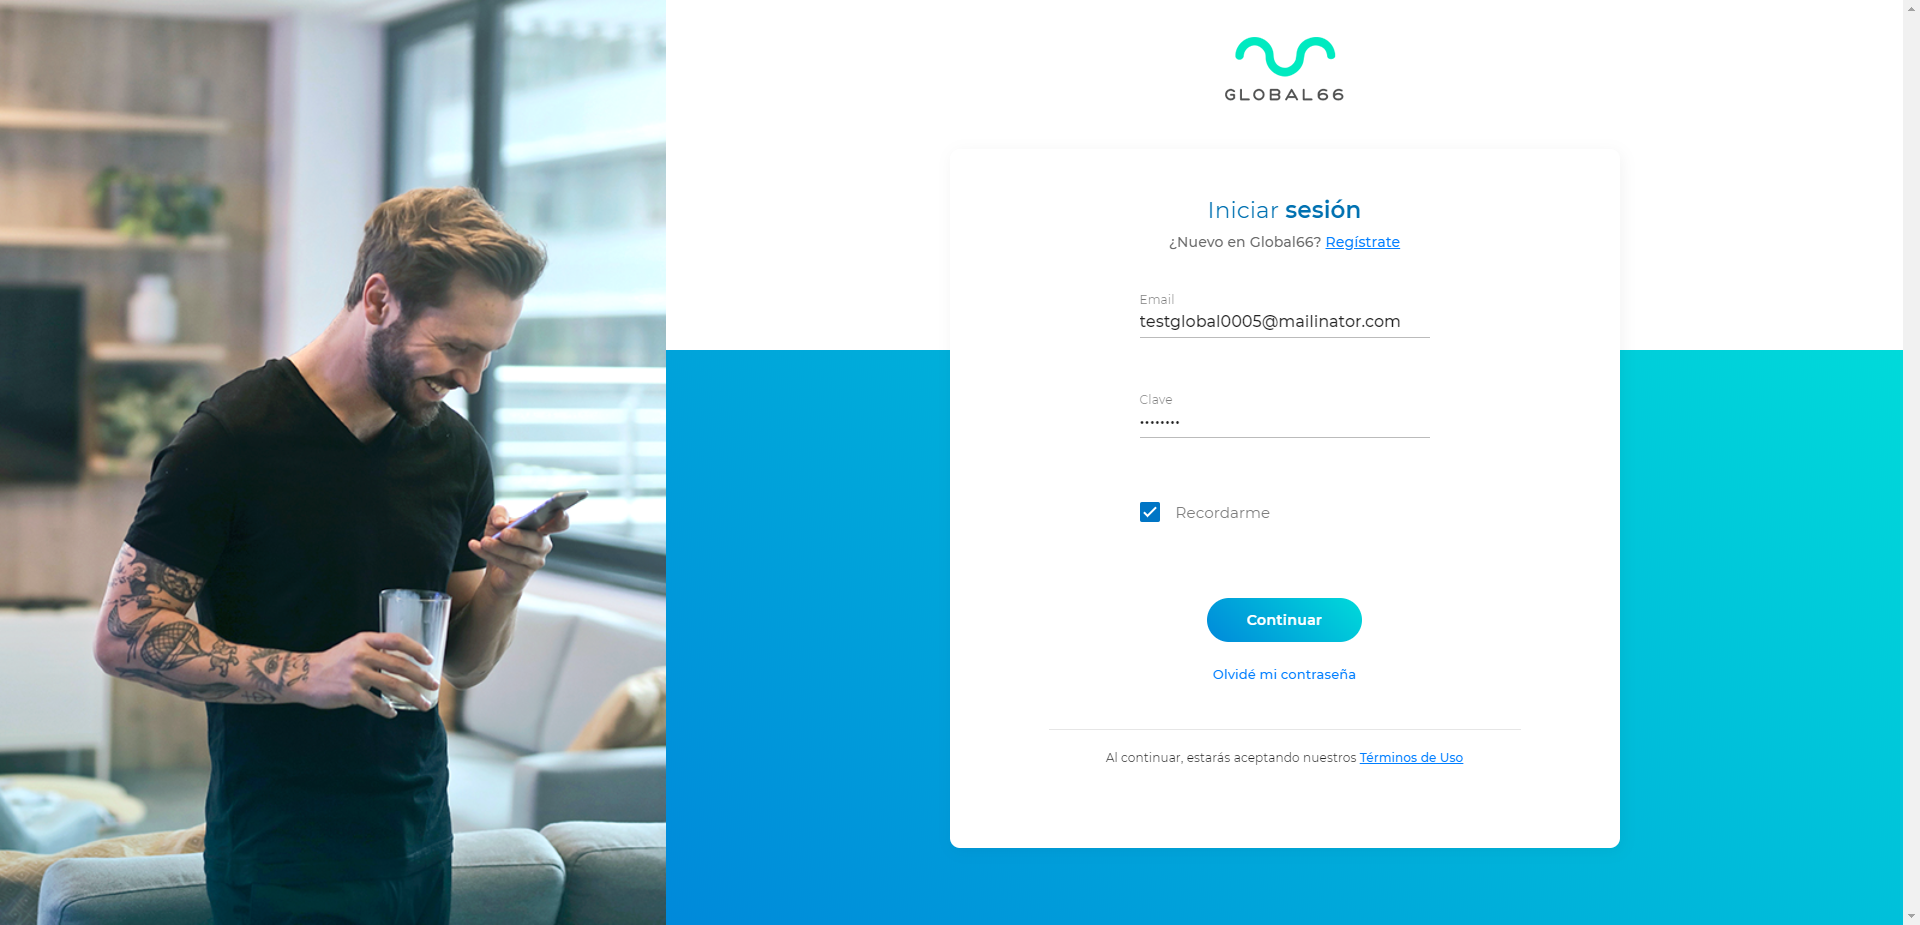 GLOBAL66
Iniciar sesión
¿Nuevo en Global66? Regístrate
Email
testglobal0005@mailinator.com
Clave
••••••••
Recordarme
Continuar
Olvidé mi contraseña
Al continuar, estarás aceptando nuestros Términos de Uso